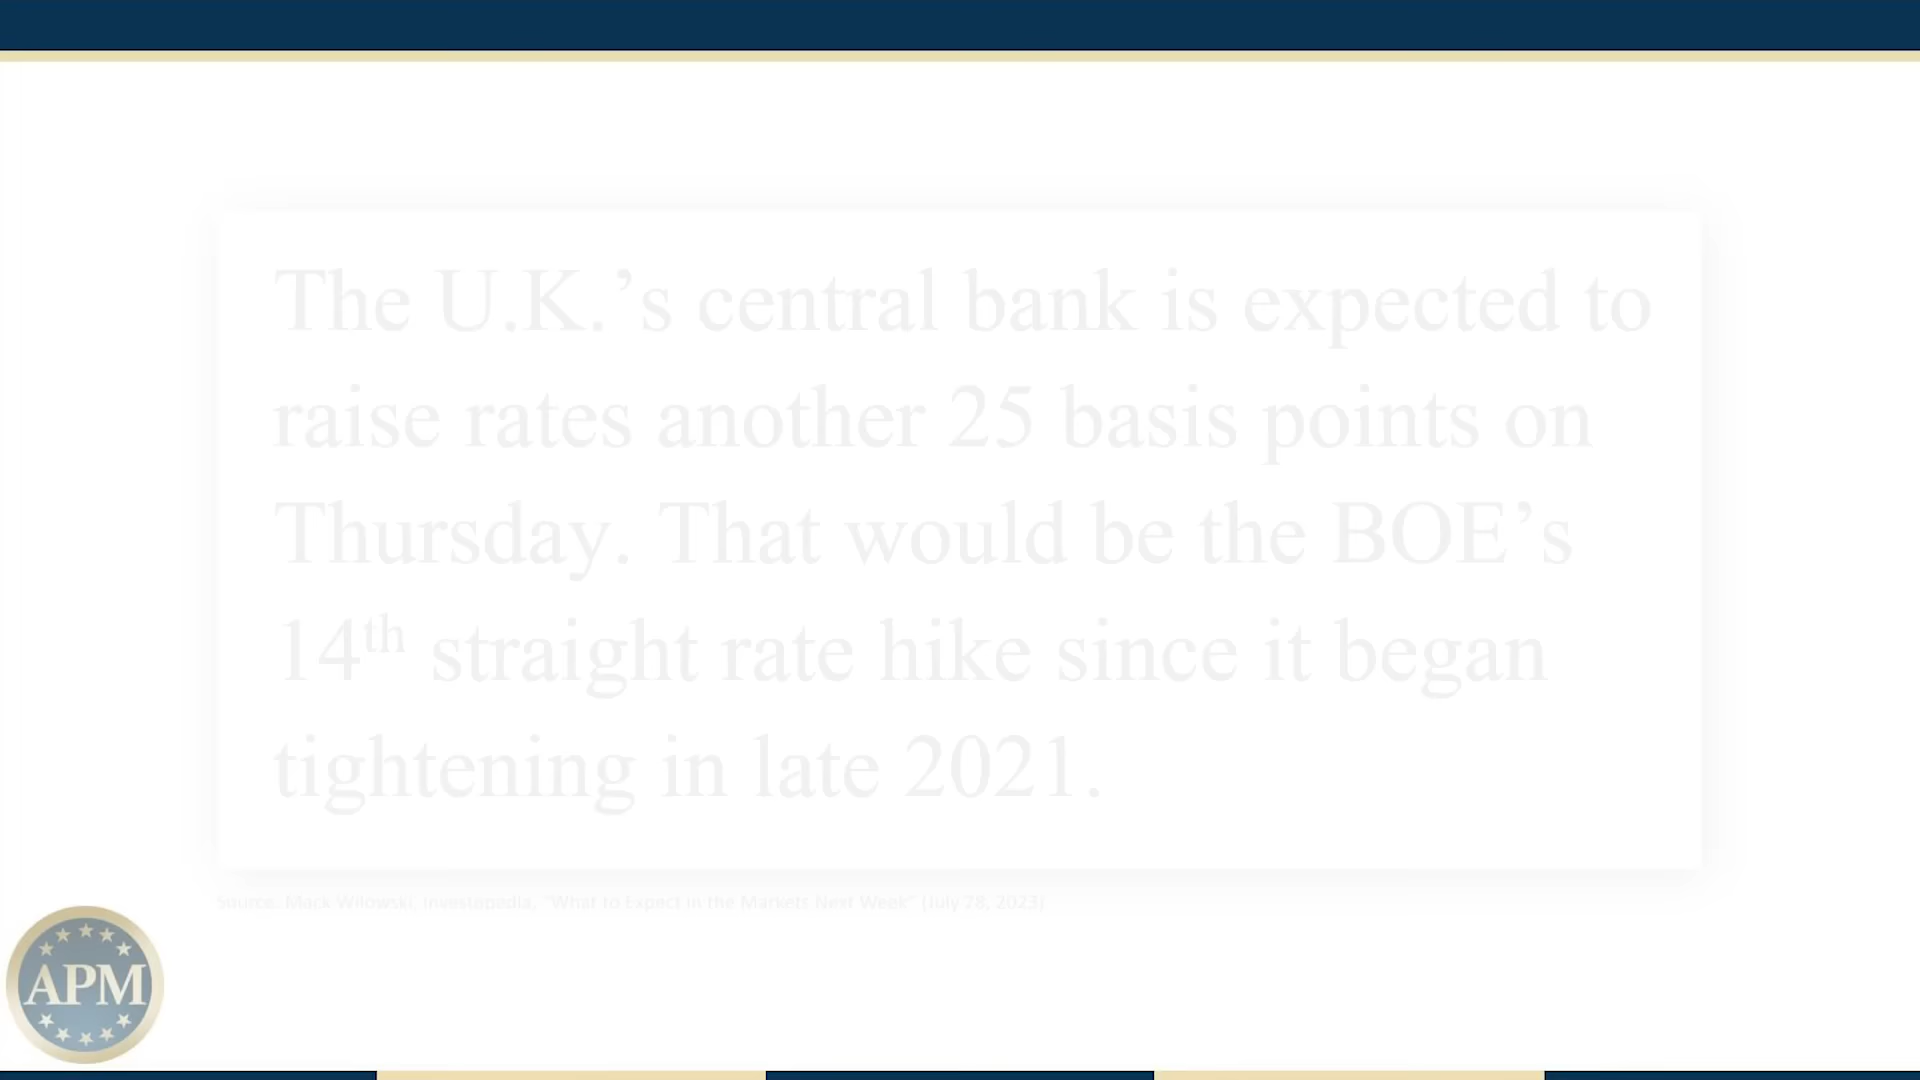 The U.K.’s central bank is expected to
raise rates another 25 basis points on
Thursday. That would be the BOE’s
14th straight rate hike since it began
tightening in late 2021.
Source: Mack Wilowski, Investopedia, “What to Expect in the Markets Next Week” (July 28, 2023)
APM